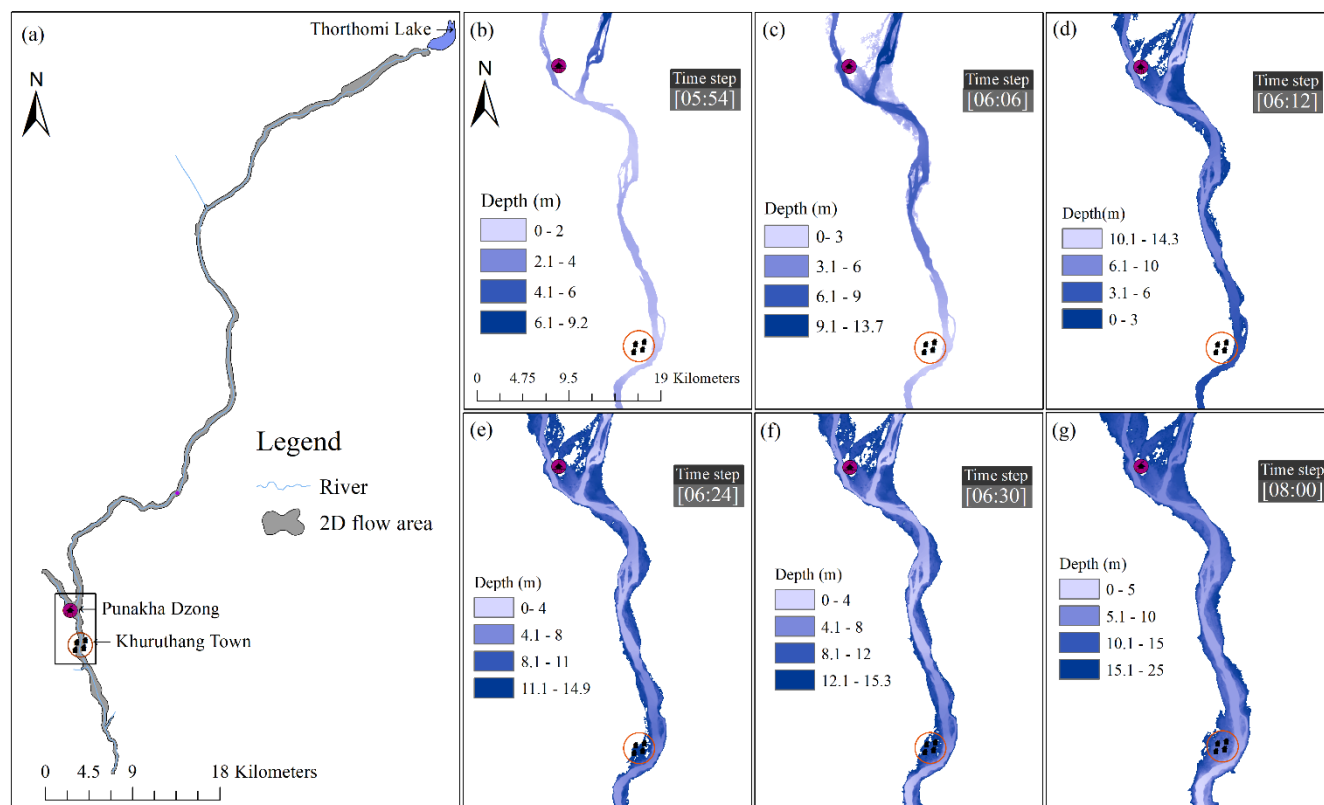 (a)
Thorthomi Lake
N
Legend
River
2D flow area
Punakha Dzong
Khuruthang Town
0 4.5 9 18 Kilometers
(b)
N
Time step
[05:54]
Depth (m)
0 - 2
2.1 - 4
4.1 - 6
6.1 - 9.2
0 4.75 9.5 19 Kilometers
(c)
Time step
[06:06]
Depth (m)
0- 3
3.1 - 6
6.1 - 9
9.1 - 13.7
(d)
Time step
[06:12]
Depth(m)
10.1 - 14.3
6.1 - 10
3.1 - 6
0 - 3
(e)
Time step
[06:24]
Depth (m)
0- 4
4.1 - 8
8.1 - 11
11.1 - 14.9
(f)
Time step
[06:30]
Depth (m)
0 - 4
4.1 - 8
8.1 - 12
12.1 - 15.3
(g)
Time step
[08:00]
Depth (m)
0 - 5
5.1 - 10
10.1 - 15
15.1 - 25